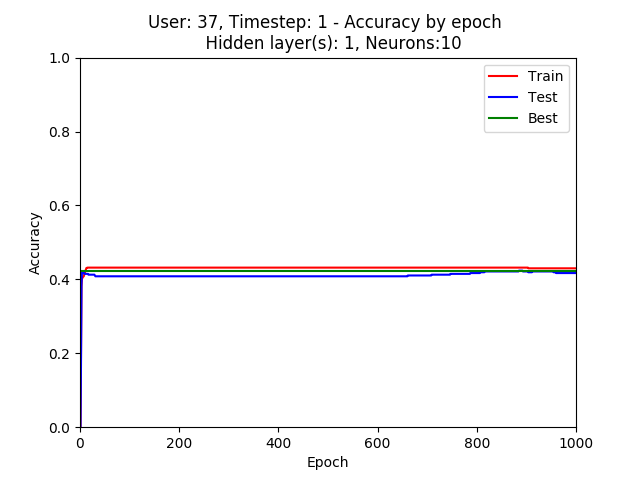 User: 37, Timestep: 1 - Accuracy by epoch
Hidden layer(s): 1, Neurons:10
1.0
0.8
0.6
0.4
0.2
0.0
Accuracy
Train
Test
Best
0 200 400 600 800 1000
Epoch